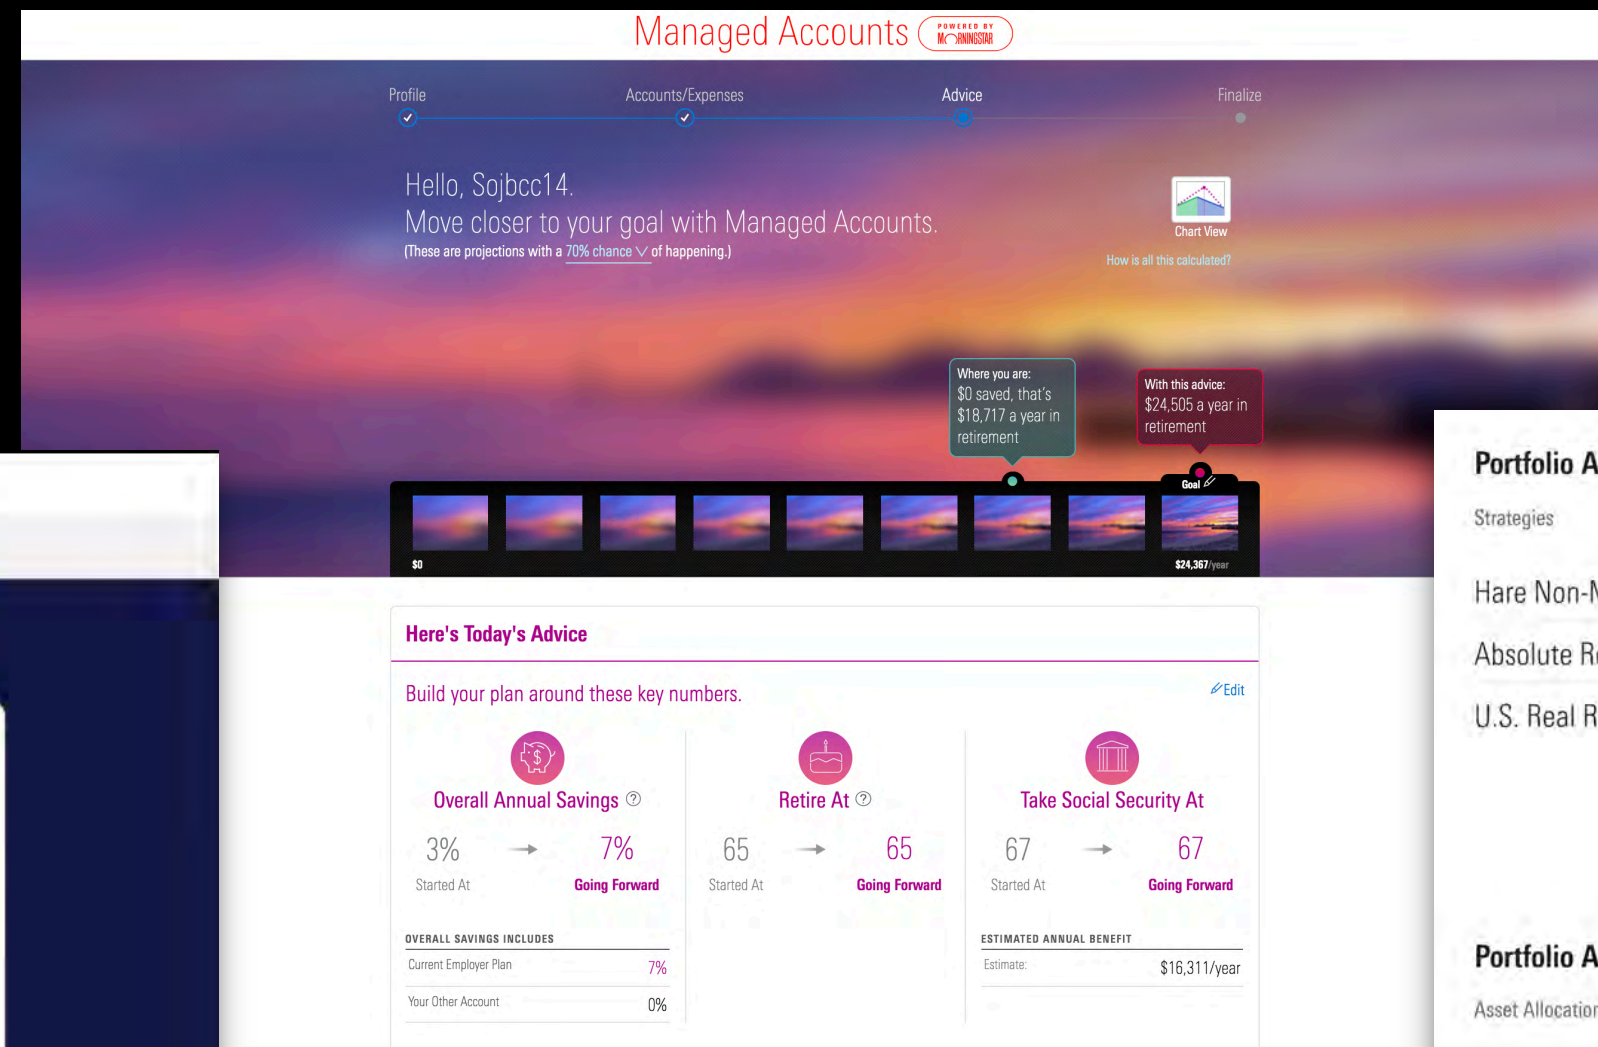 Managed Accounts
POWERED BY
MORNINGSTAR
Profile
Accounts/Expenses
Advice
Finalize
Hello, Sojbcc14.
Move closer to your goal with Managed Accounts.
(These are projections with a 70% chance of happening.)
Chart View
How is all this calculated?
Where you are:
$0 saved, that's
$18,717 a year in
retirement
With this advice:
$24,505 a year in
retirement
Goal
$0
$24,367/year
Here's Today's Advice
Build your plan around these key numbers.
Edit
Overall Annual Savings ?
3%
7%
Started At
Going Forward
OVERALL SAVINGS INCLUDES
Current Employer Plan
7%
Your Other Account
0%
Retire At ?
65
65
Started At
Going Forward
Take Social Security At
67
67
Started At
Going Forward
ESTIMATED ANNUAL BENEFIT
Estimate:
$16,311/year
Portfolio A
Strategies
Hare Non-
Absolute R
U.S. Real R
Portfolio A
Asset Allocation